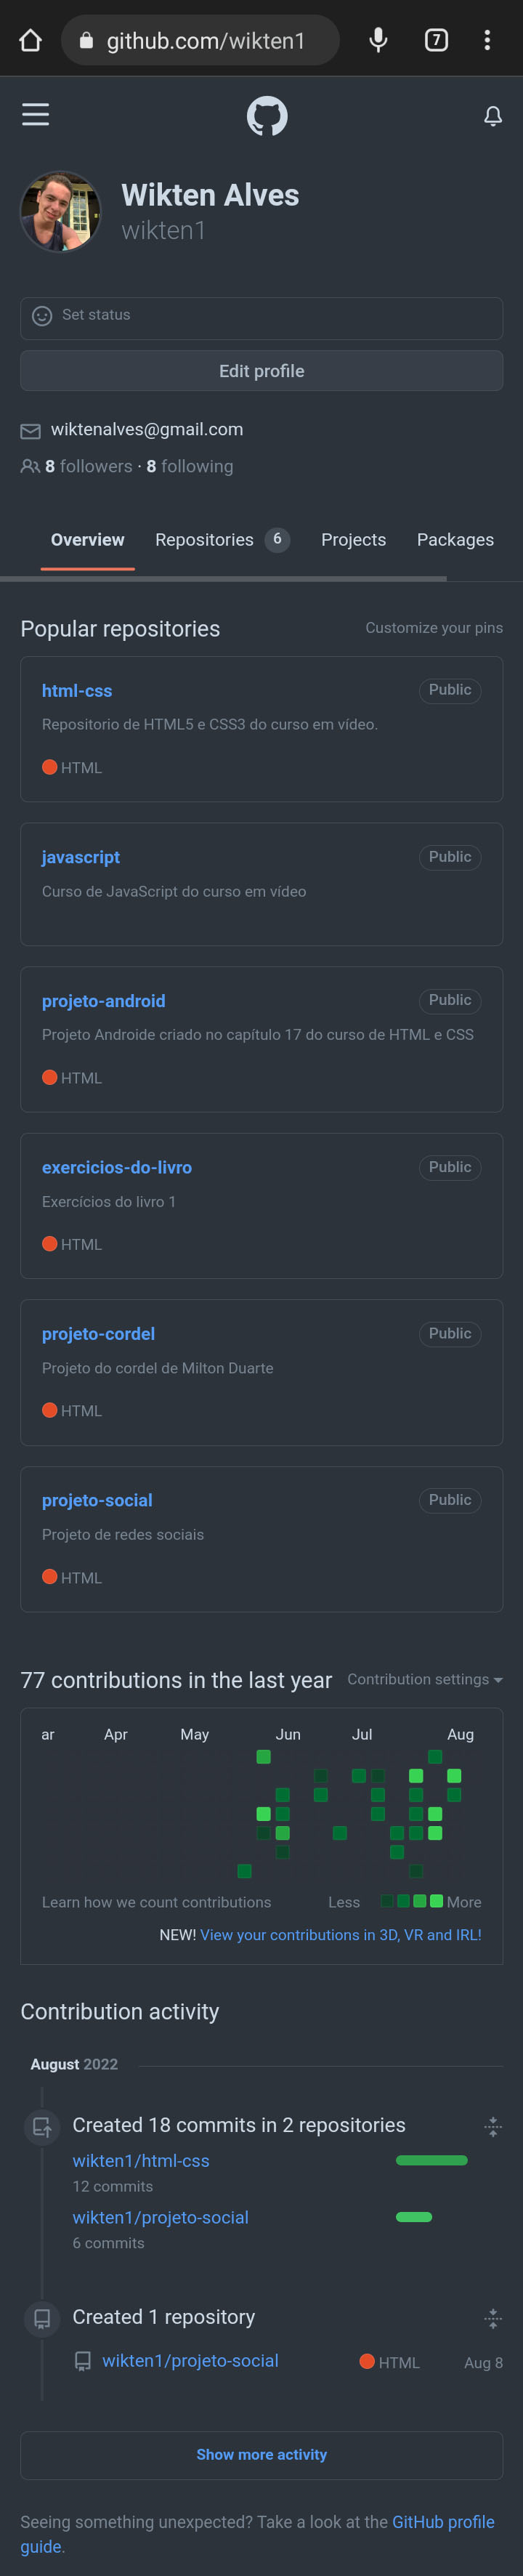 github.com/wikten1
7
Wikten Alves
wikten1
Set status
Edit profile
wiktenalves@gmail.com
8 followers · 8 following
Overview Repositories 6 Projects Packages
Popular repositories Customize your pins
html-css Public
Repositorio de HTML5 e CSS3 do curso em vídeo.
HTML
javascript Public
Curso de JavaScript do curso em vídeo
projeto-android Public
Projeto Androide criado no capítulo 17 do curso de HTML e CSS
HTML
exercicios-do-livro Public
Exercícios do livro 1
HTML
projeto-cordel Public
Projeto do cordel de Milton Duarte
HTML
projeto-social Public
Projeto de redes sociais
HTML
77 contributions in the last year Contribution settings
ar Apr May Jun Jul Aug
Learn how we count contributions Less More
NEW! View your contributions in 3D, VR and IRL!
Contribution activity
August 2022
Created 18 commits in 2 repositories
wikten1/html-css
12 commits
wikten1/projeto-social
6 commits
Created 1 repository
wikten1/projeto-social HTML Aug 8
Show more activity
Seeing something unexpected? Take a look at the GitHub profile
guide.